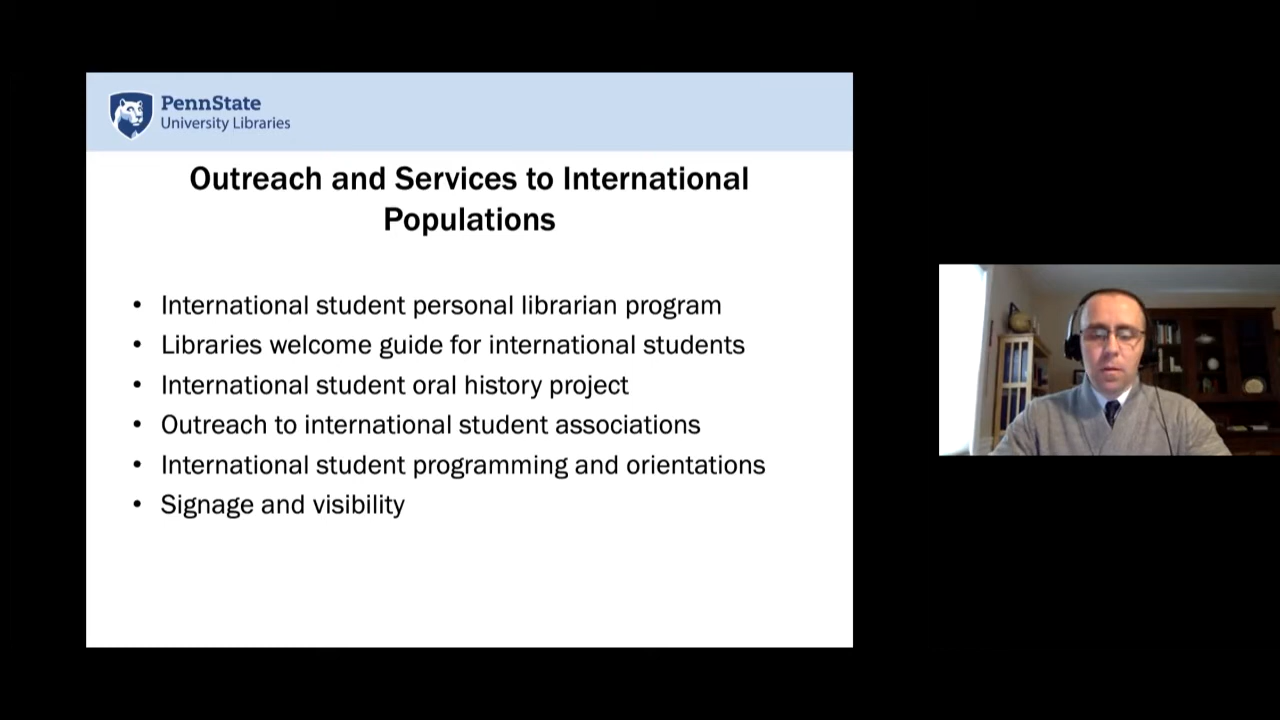 PennState
University Libraries
Outreach and Services to International
Populations
• International student personal librarian program
• Libraries welcome guide for international students
• International student oral history project
• Outreach to international student associations
• International student programming and orientations
• Signage and visibility